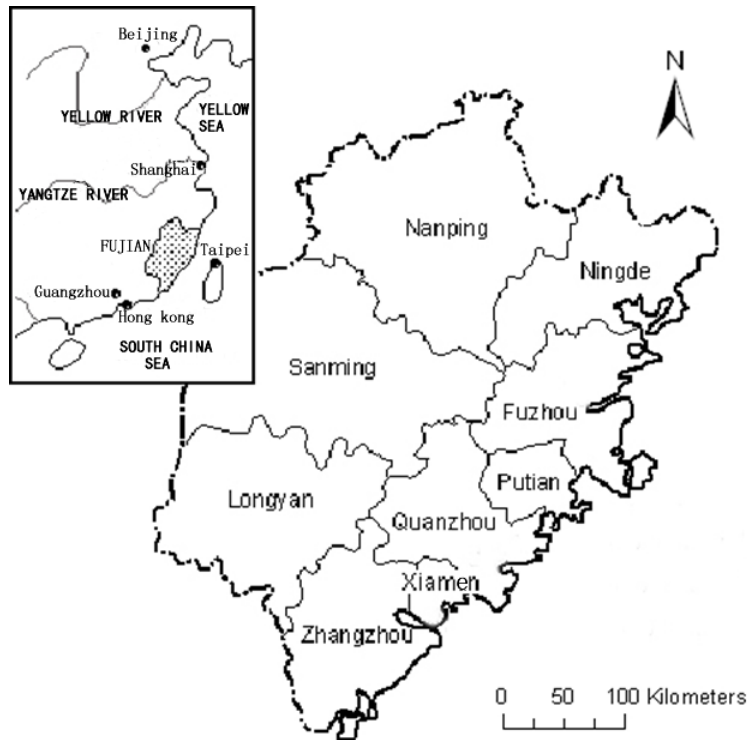 Beijing
YELLOW RIVER
YELLOW
SEA
Shanghai
YANGTZE RIVER
FUJIAN
Taipei
Guangzhou
Hong kong
SOUTH CHINA
SEA
N
Nanping
Ningde
Sanming
Fuzhou
Putian
Longyan
Quanzhou
Xiamen
Zhangzhou
0 50 100 Kilometers